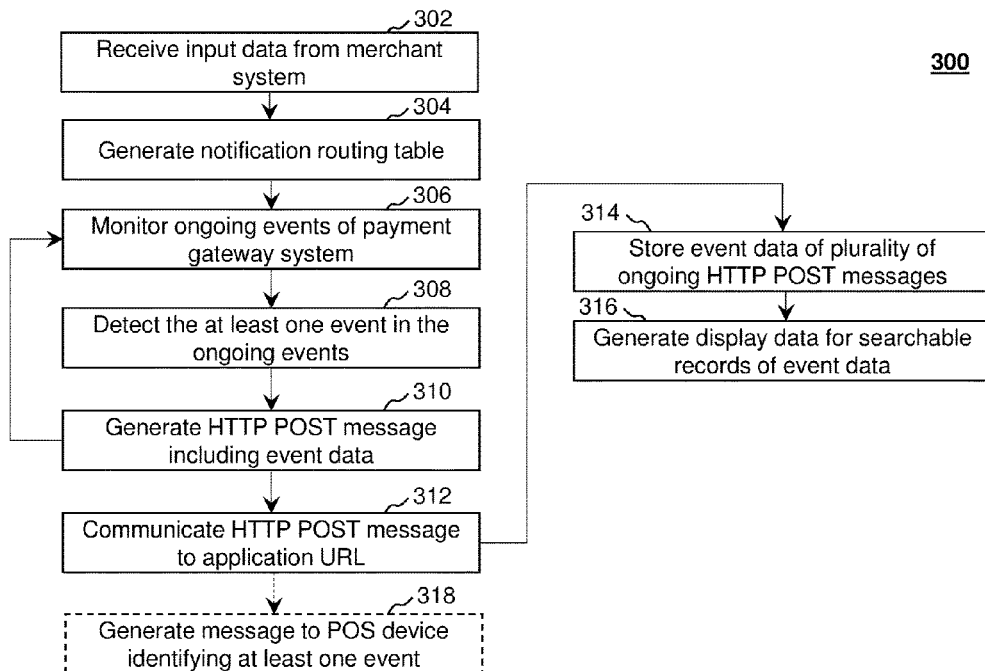 302
Receive input data from merchant
system
300
304
Generate notification routing table
306
Monitor ongoing events of payment
gateway system
308
Detect the at least one event in the
ongoing events
310
Generate HTTP POST message
including event data
312
Communicate HTTP POST message
to application URL
314
Store event data of plurality of
ongoing HTTP POST messages
316
Generate display data for searchable
records of event data
318
Generate message to POS device
identifying at least one event